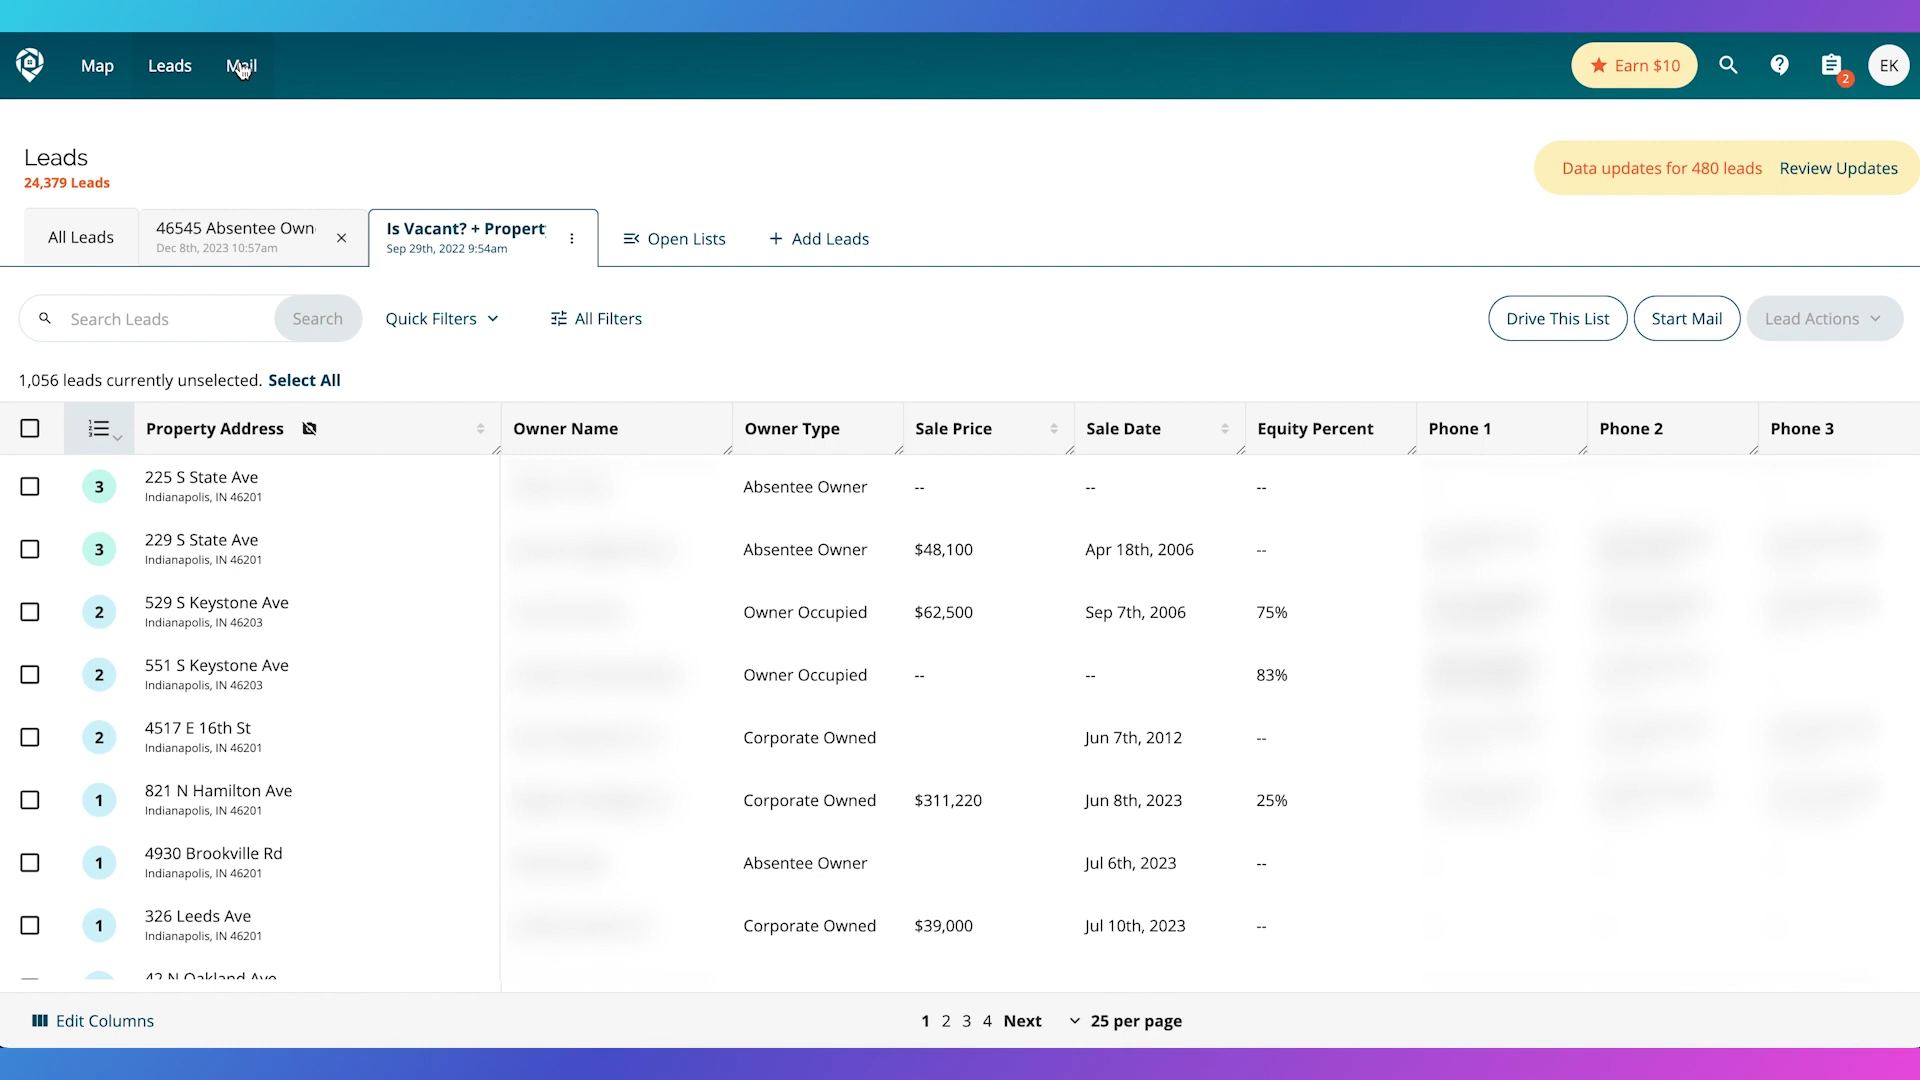 Map Leads Mail Earn $10 2 EK
Leads
24,379 Leads
Data updates for 480 leads Review Updates
All Leads
46545 Absentee Own
Dec 8th, 2023 10:57am
Is Vacant? + Propert
Sep 29th, 2022 9:54am
Open Lists
+ Add Leads
Search Leads Search Quick Filters All Filters Drive This List Start Mail Lead Actions
1,056 leads currently unselected. Select All
Property Address Owner Name Owner Type Sale Price Sale Date Equity Percent Phone 1 Phone 2 Phone 3
3 225 S State Ave Absentee Owner -- -- --
Indianapolis, IN 46201
3 229 S State Ave Absentee Owner $48,100 Apr 18th, 2006 --
Indianapolis, IN 46201
2 529 S Keystone Ave Owner Occupied $62,500 Sep 7th, 2006 75%
Indianapolis, IN 46203
2 551 S Keystone Ave Owner Occupied -- -- 83%
Indianapolis, IN 46203
2 4517 E 16th St Corporate Owned Jun 7th, 2012 --
Indianapolis, IN 46201
1 821 N Hamilton Ave Corporate Owned $311,220 Jun 8th, 2023 25%
Indianapolis, IN 46201
1 4930 Brookville Rd Absentee Owner Jul 6th, 2023 --
Indianapolis, IN 46201
1 326 Leeds Ave Corporate Owned $39,000 Jul 10th, 2023 --
Indianapolis, IN 46201
42 N Oakland Ave
Edit Columns 1 2 3 4 Next 25 per page